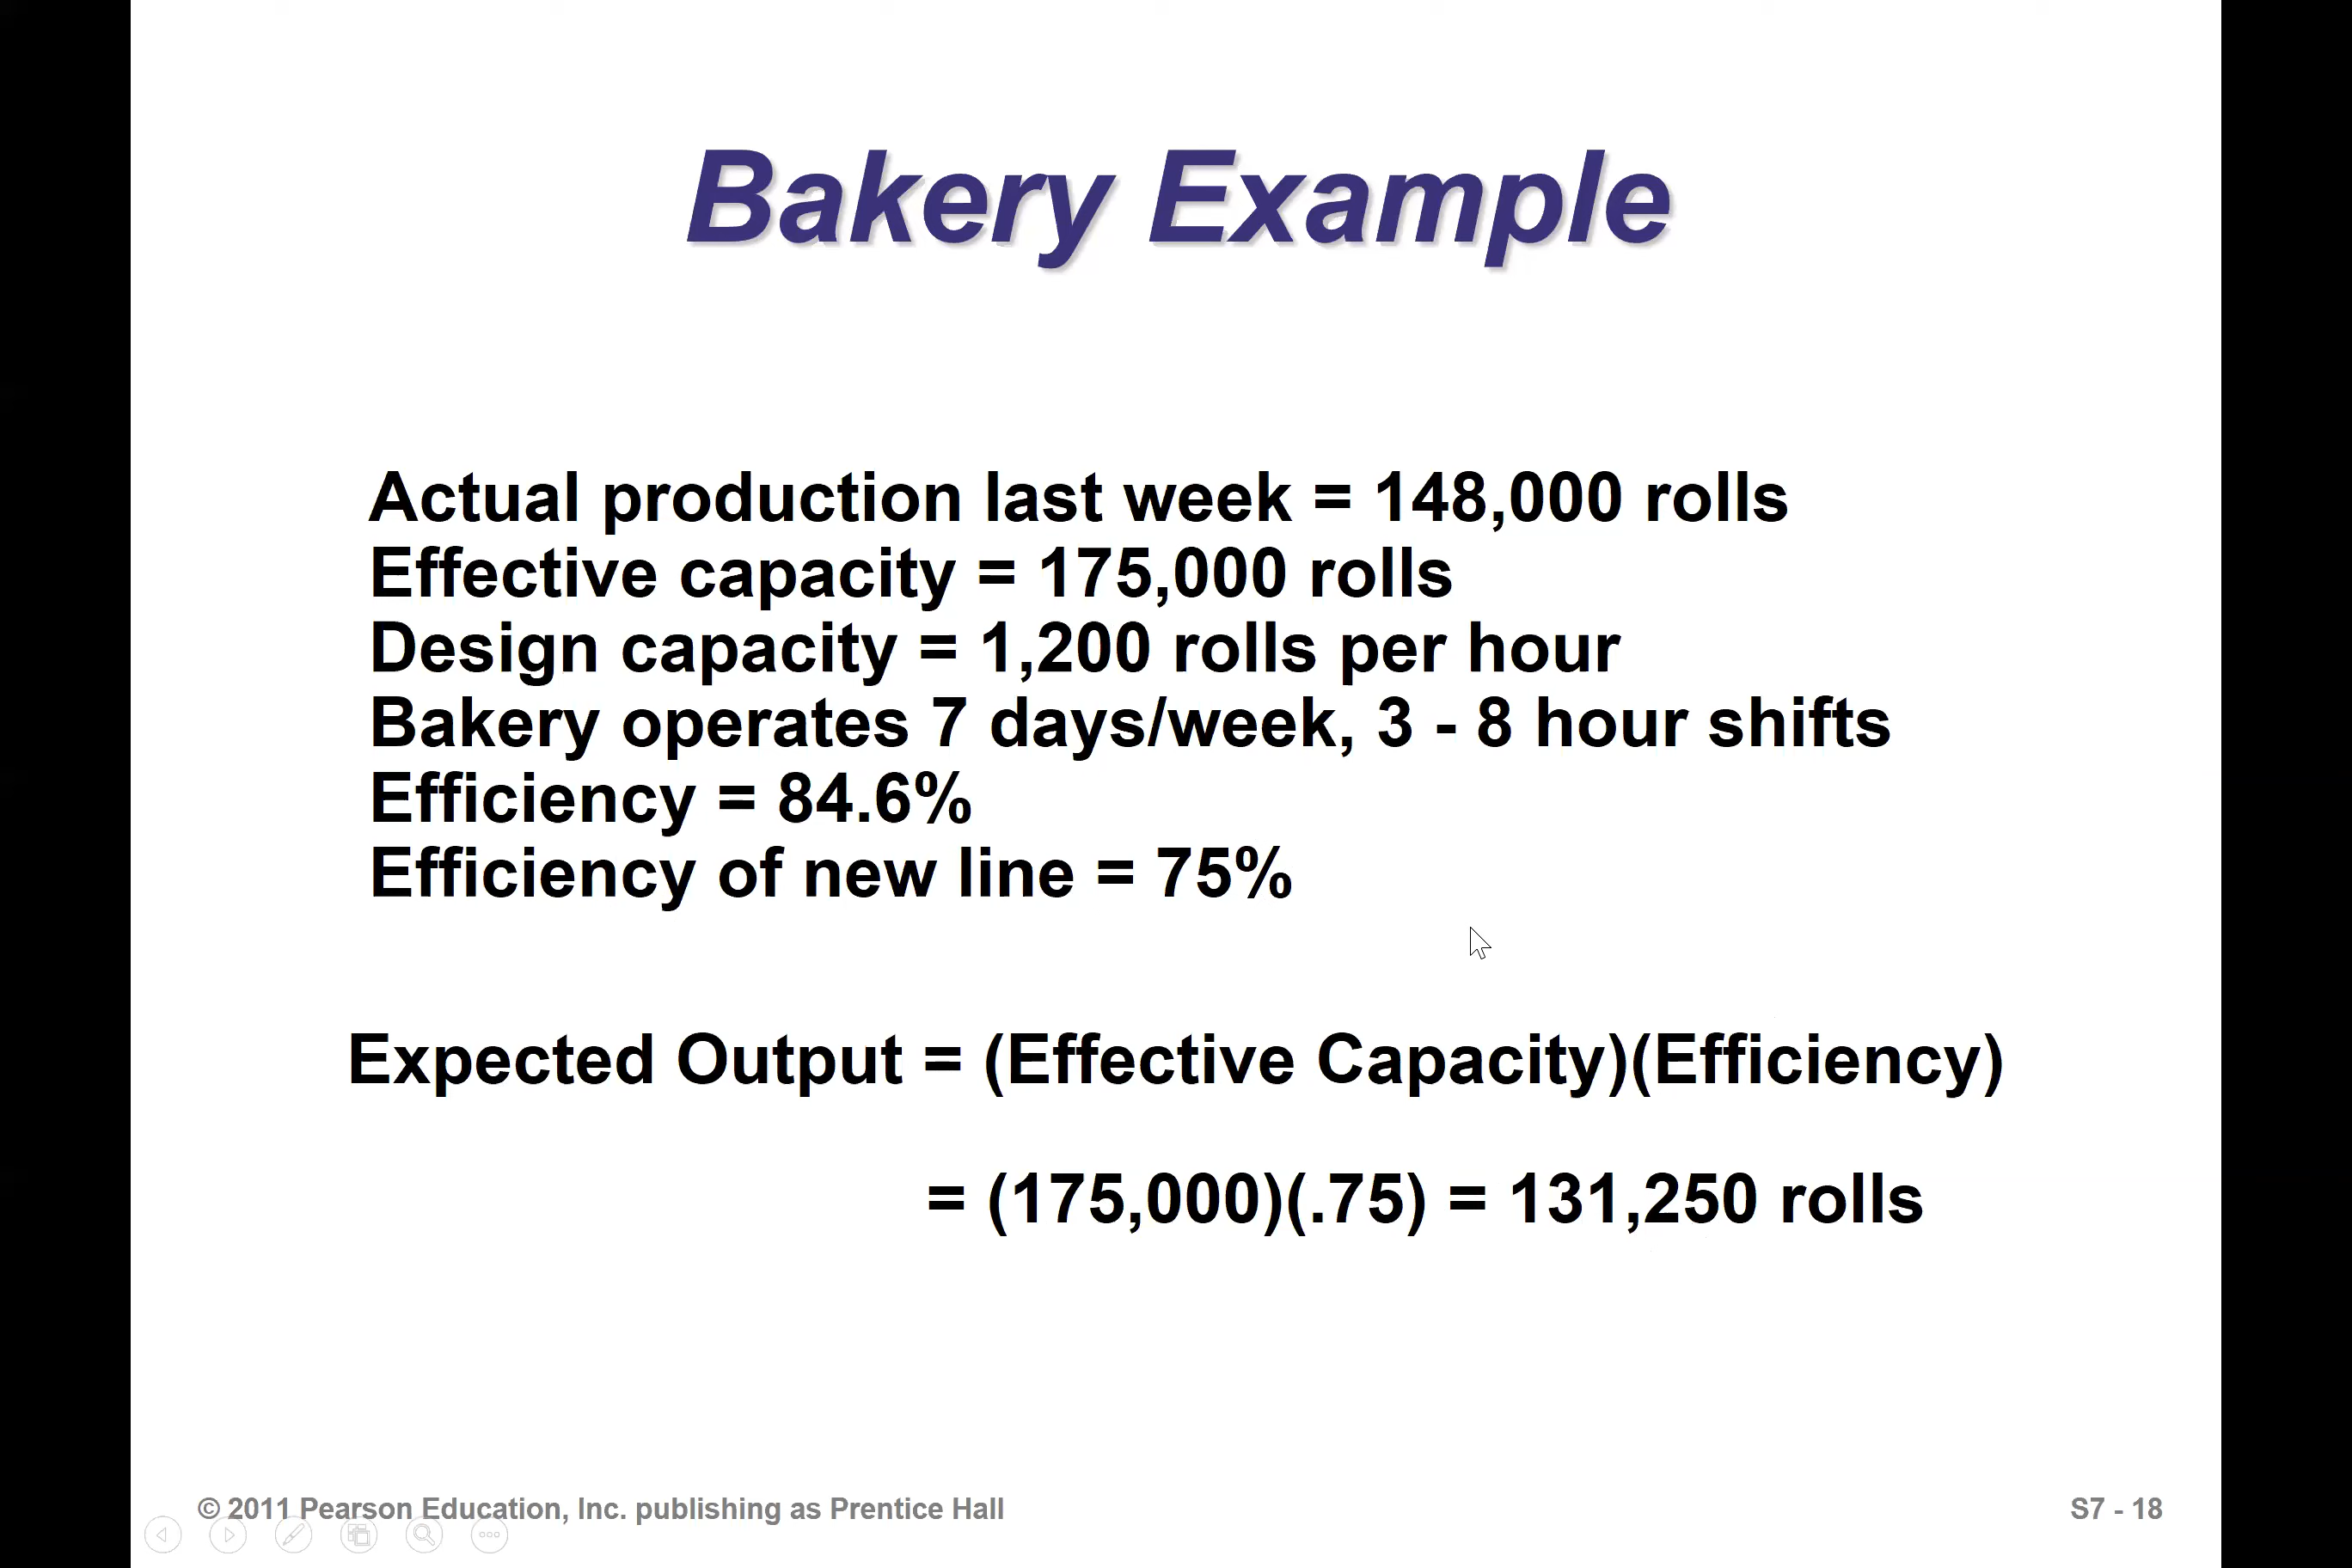 Bakery Example
Actual production last week = 148,000 rolls
Effective capacity = 175,000 rolls
Design capacity = 1,200 rolls per hour
Bakery operates 7 days/week, 3 - 8 hour shifts
Efficiency = 84.6%
Efficiency of new line = 75%
Expected Output = (Effective Capacity)(Efficiency)
= (175,000)(.75) = 131,250 rolls
© 2011 Pearson Education, Inc. publishing as Prentice Hall
S7 - 18